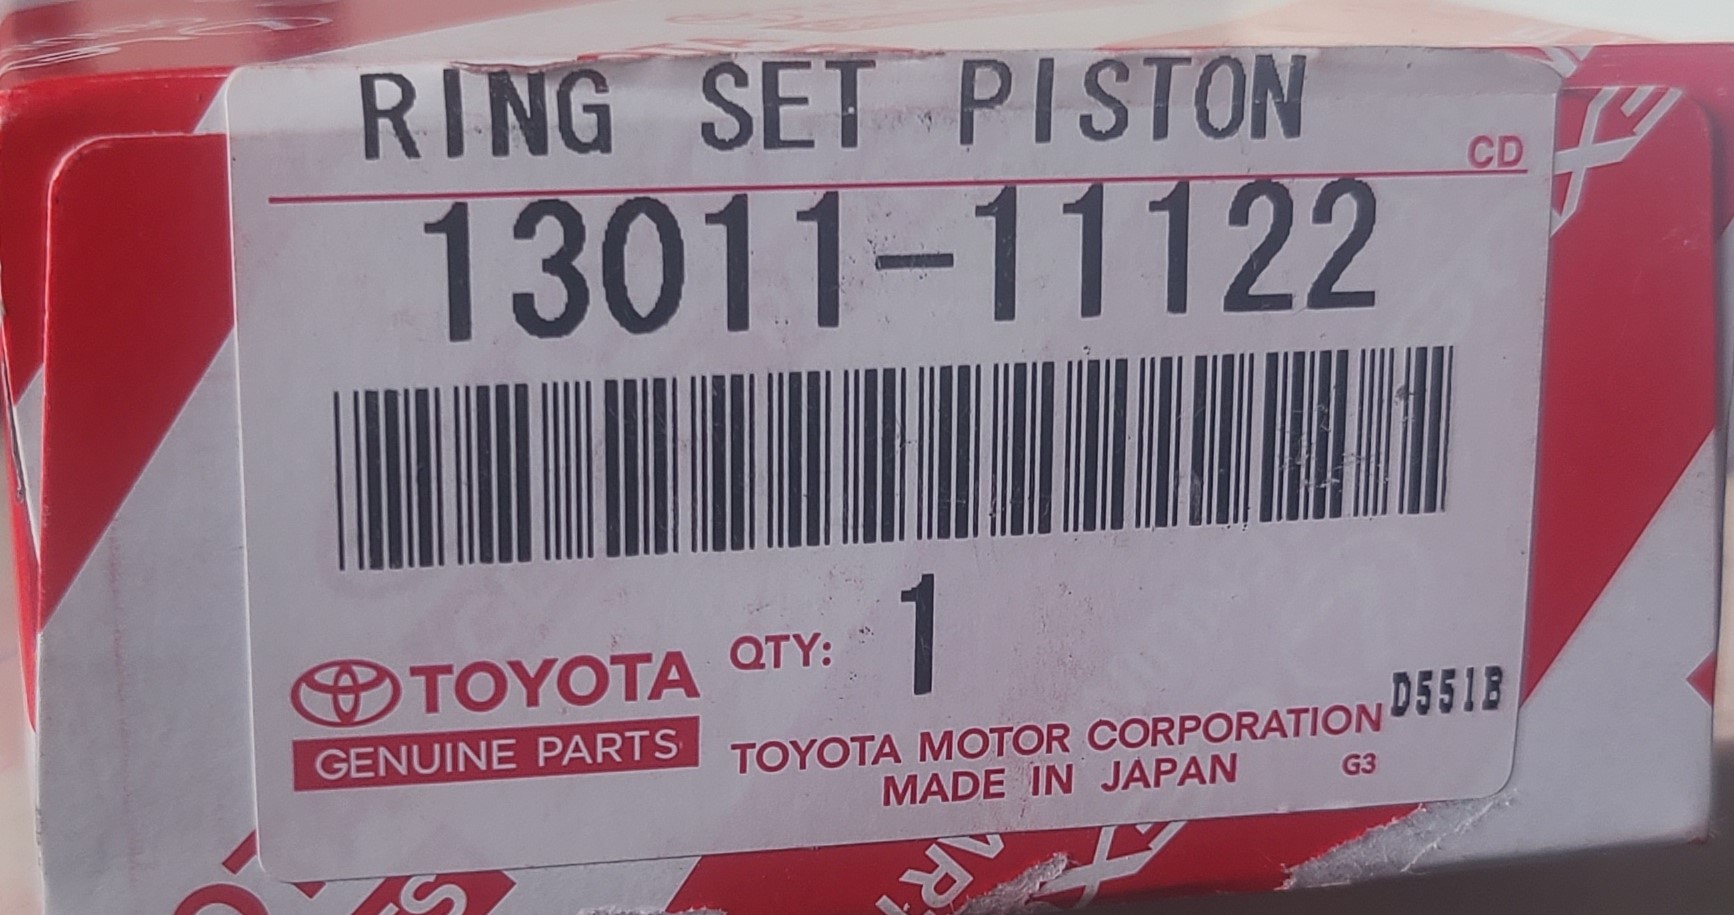 RING SET PISTON
CD
13011-11122
QTY: 1
TOYOTA
GENUINE PARTS
D551B
TOYOTA MOTOR CORPORATION
MADE IN JAPAN
G3